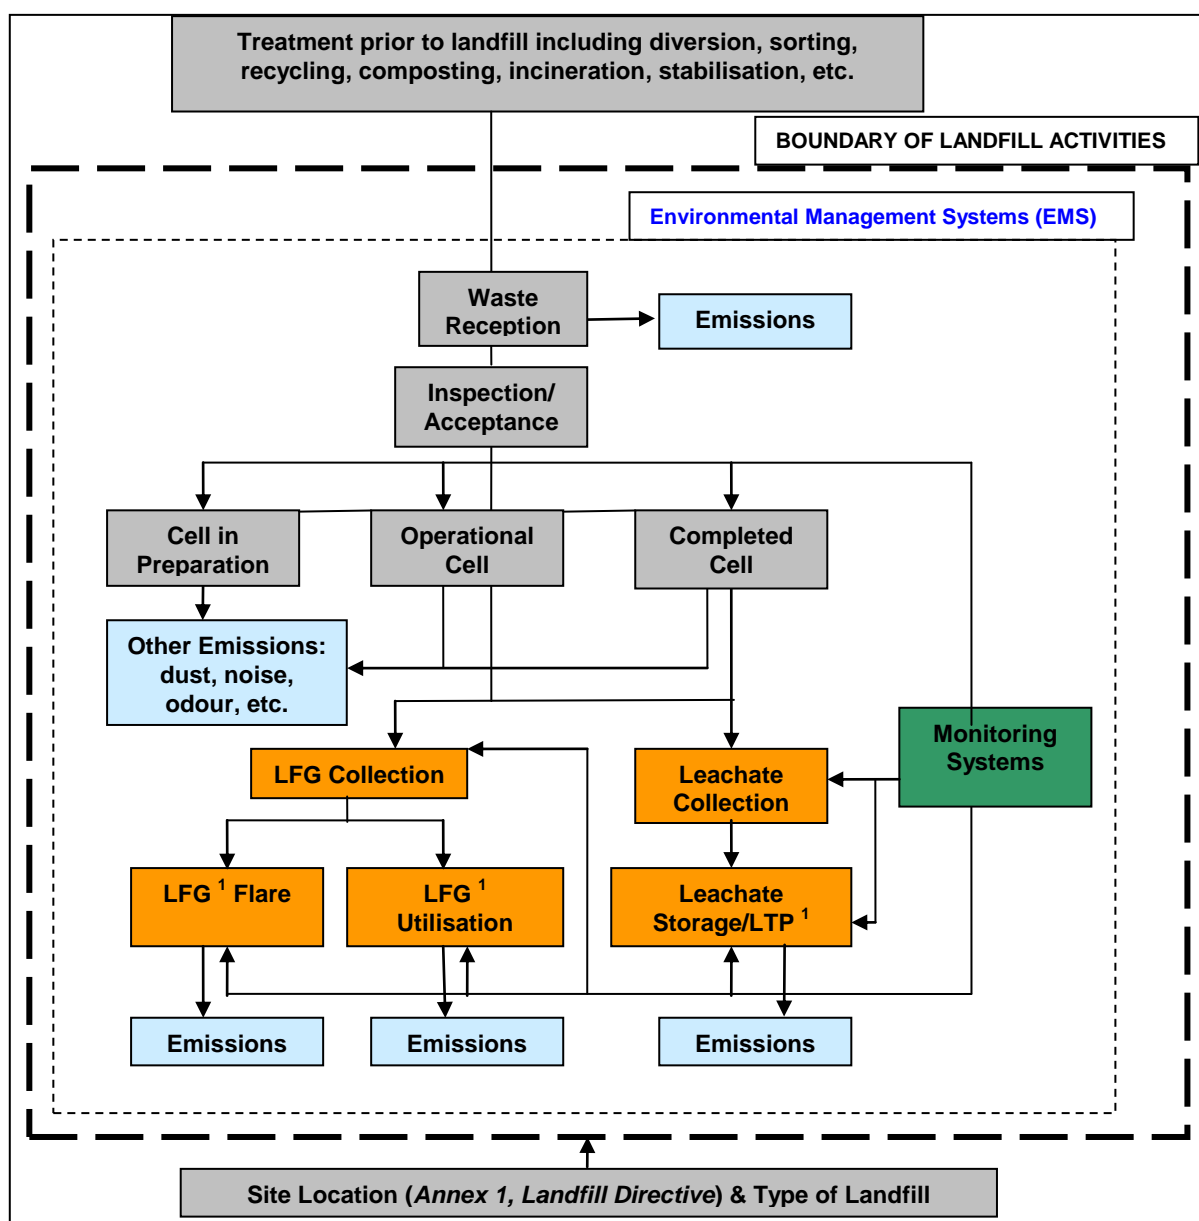 Treatment prior to landfill including diversion, sorting,
recycling, composting, incineration, stabilisation, etc.
BOUNDARY OF LANDFILL ACTIVITIES
Environmental Management Systems (EMS)
Waste
Reception
Emissions
Inspection/
Acceptance
Cell in
Preparation
Operational
Cell
Completed
Cell
Other Emissions:
dust, noise,
odour, etc.
Monitoring
Systems
LFG Collection
Leachate
Collection
LFG 1 Flare
LFG 1
Utilisation
Leachate
Storage/LTP 1
Emissions
Emissions
Emissions
Site Location (Annex 1, Landfill Directive) & Type of Landfill